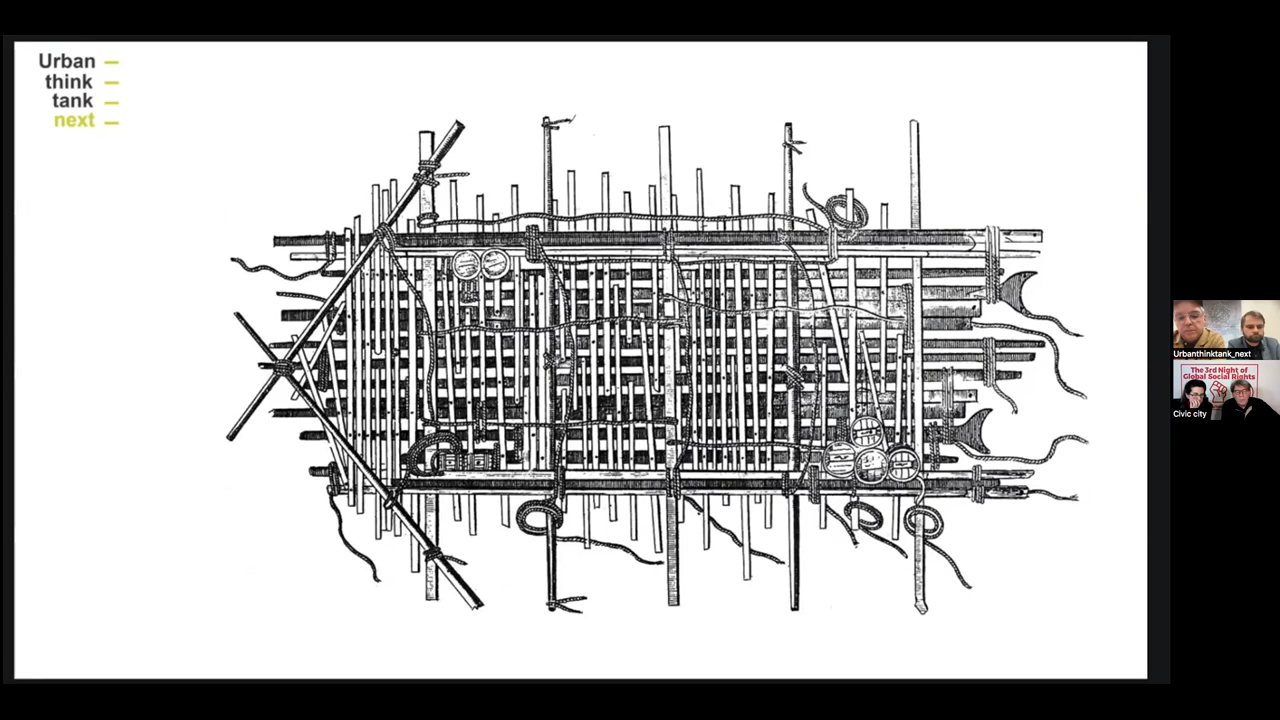 Urban
think
tank
next
Urbanthinktank_next
The 3rd Night of
Global Social Rights
Civic city